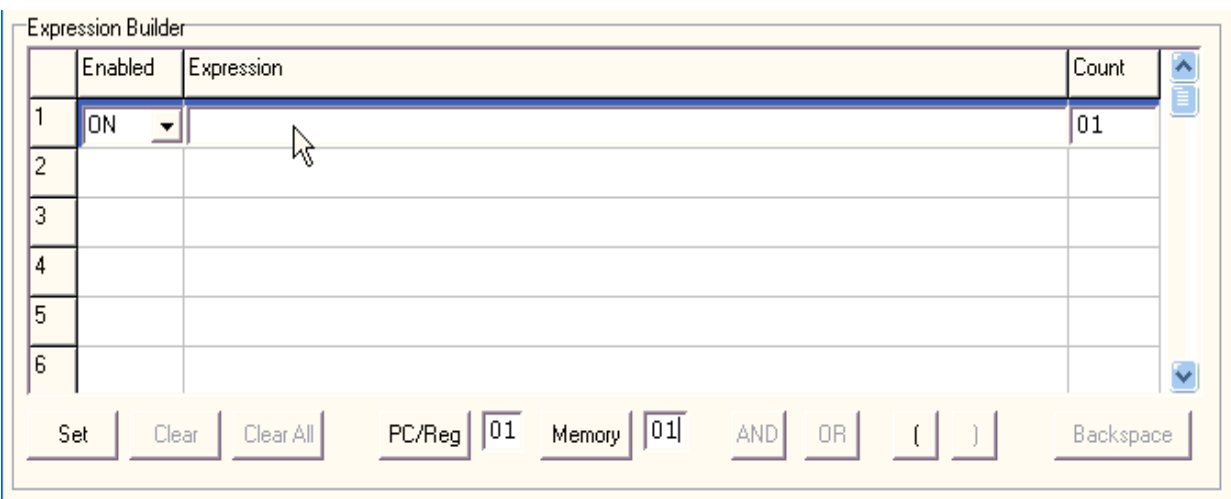 Expression Builder
Enabled Expression Count
1 ON 01
2
3
4
5
6
Set Clear Clear All PC/Reg 01 Memory 01 AND OR ( ) Backspace